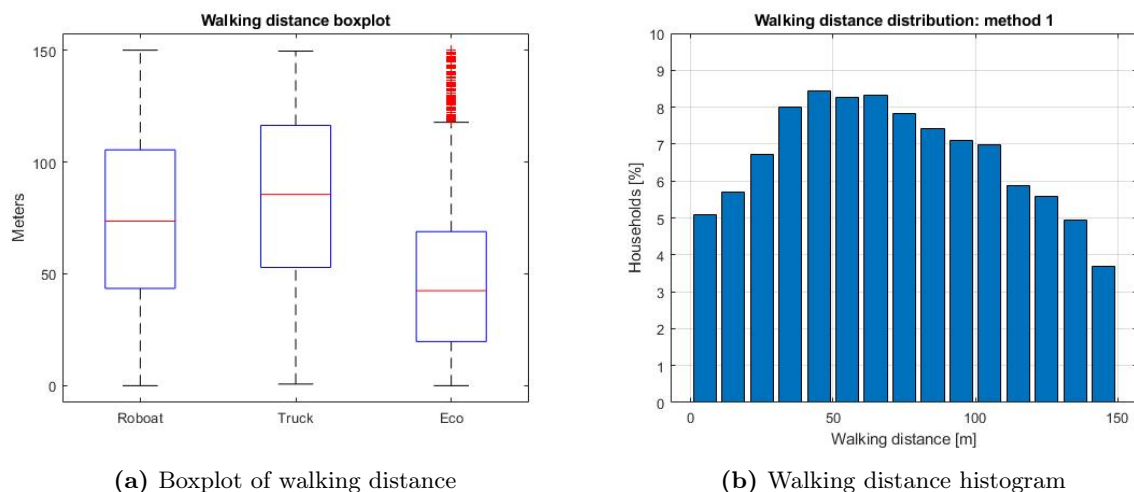 Walking distance boxplot
150
100
50
0
Meters
Roboat
Truck
Eco
(a) Boxplot of walking distance
Walking distance distribution: method 1
10
9
8
7
6
5
4
3
2
1
0
Households [%]
0
50
100
150
Walking distance [m]
(b) Walking distance histogram